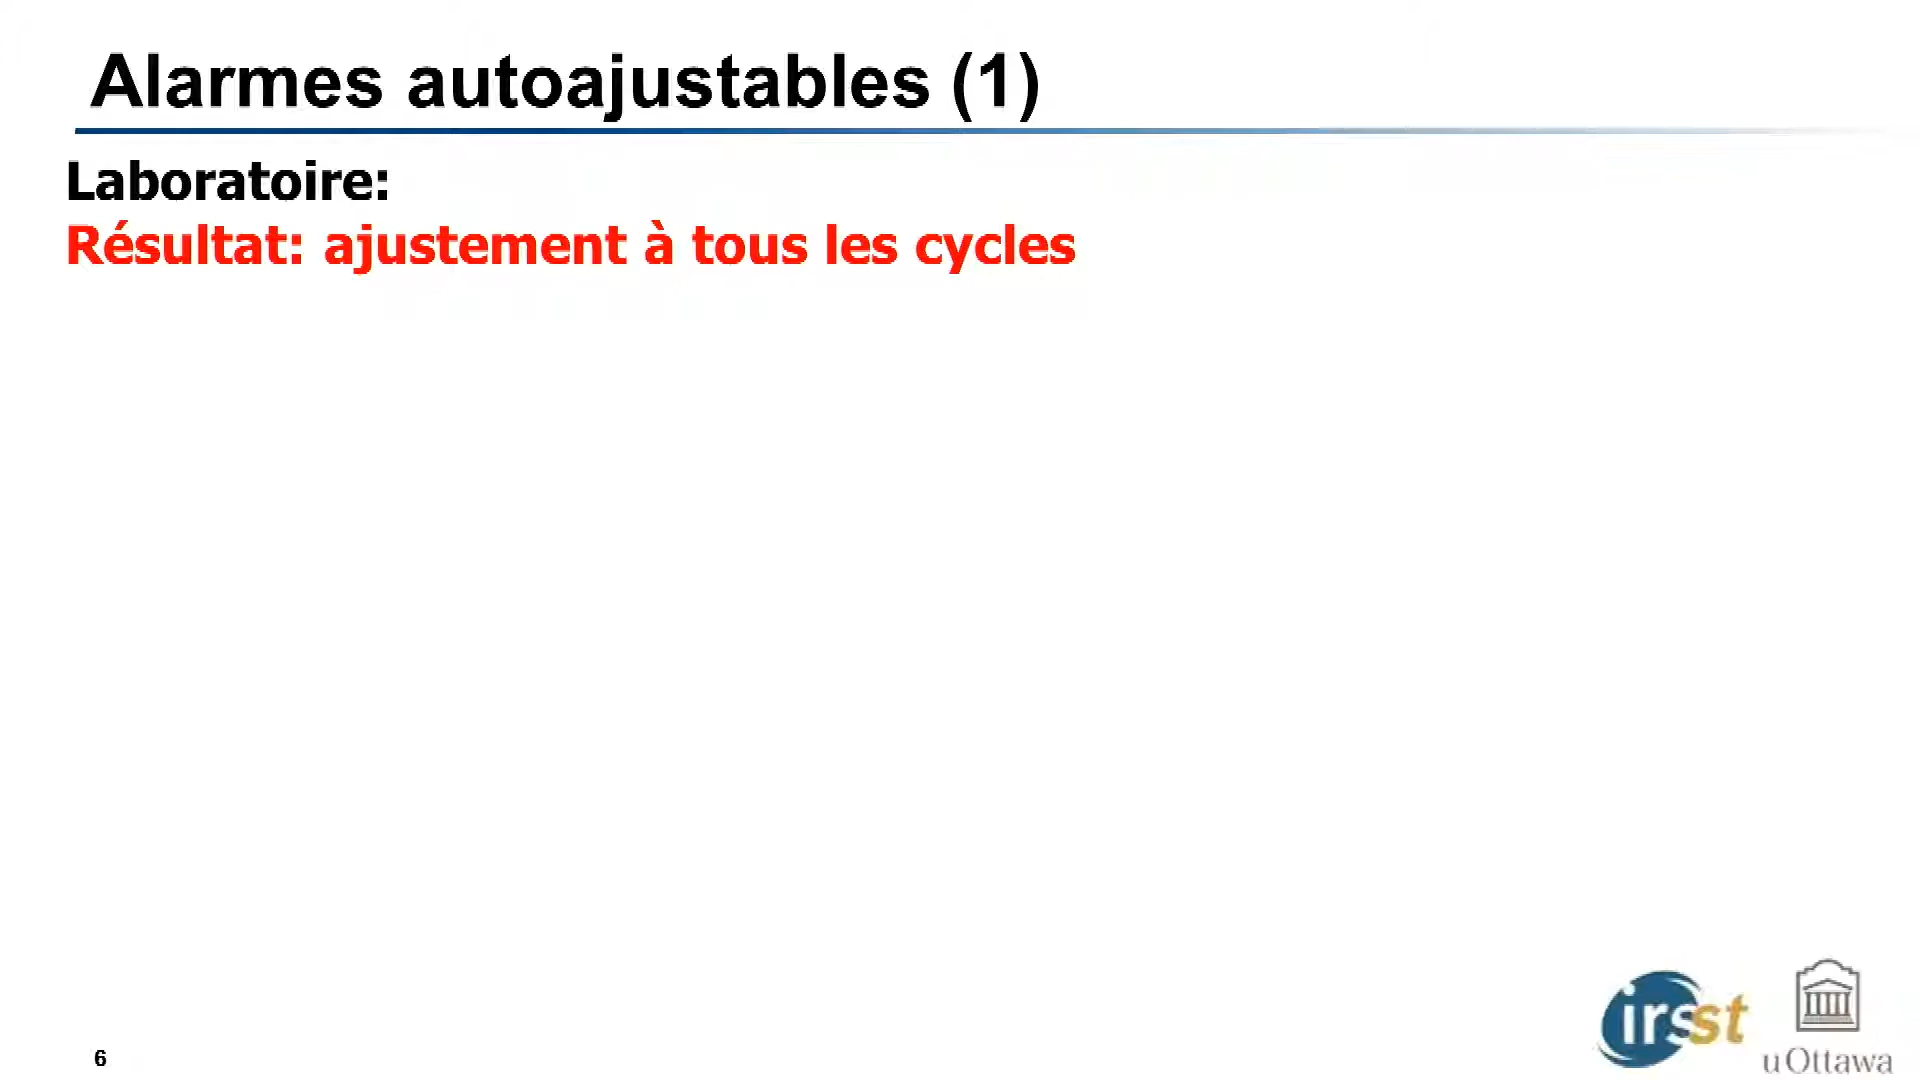 Alarmes autoajustables (1)
Laboratoire:
Résultat: ajustement à tous les cycles
irsst
uOttawa
6